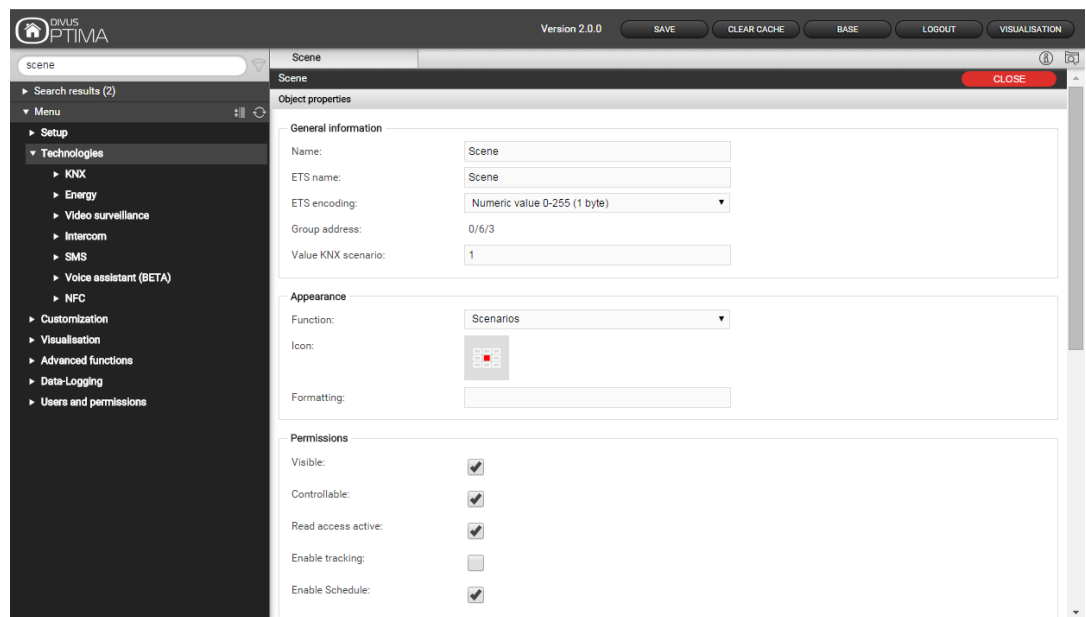 DIVUS
OPTIMA
Version 2.0.0
SAVE
CLEAR CACHE
BASE
LOGOUT
VISUALISATION
scene
Search results (2)
Menu
Setup
Technologies
KNX
Energy
Video surveillance
Intercom
SMS
Voice assistant (BETA)
NFC
Customization
Visualisation
Advanced functions
Data-Logging
Users and permissions
Scene
Scene
CLOSE
Object properties
General information
Name: Scene
ETS name: Scene
ETS encoding: Numeric value 0-255 (1 byte)
Group address: 0/6/3
Value KNX scenario: 1
Appearance
Function: Scenarios
Icon:
Formatting:
Permissions
Visible:
Controllable:
Read access active:
Enable tracking:
Enable Schedule: